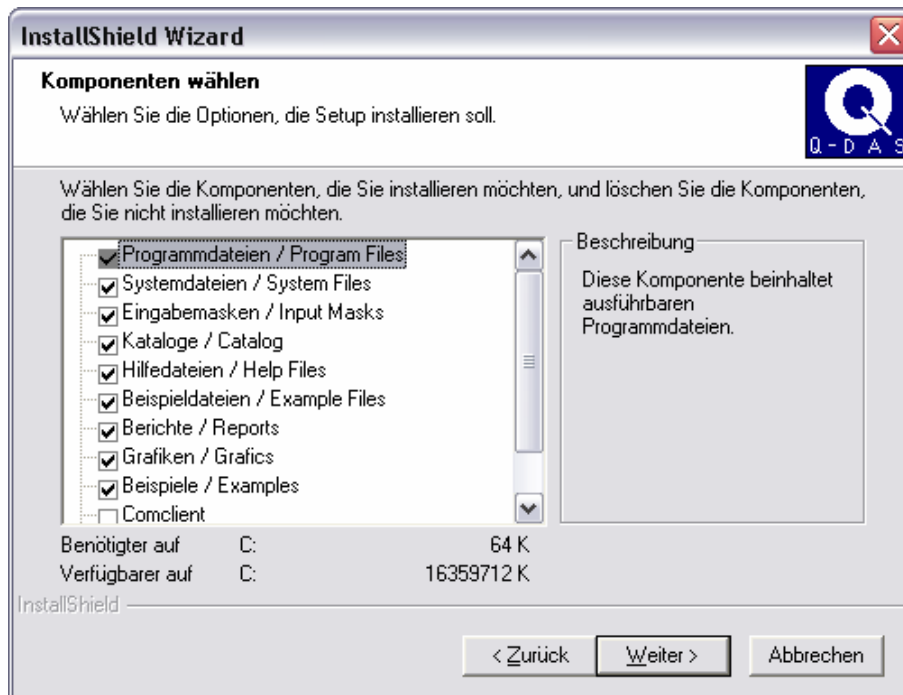 InstallShield Wizard
Komponenten wählen
Wählen Sie die Optionen, die Setup installieren soll.
Q-DAS
Wählen Sie die Komponenten, die Sie installieren möchten, und löschen Sie die Komponenten,
die Sie nicht installieren möchten.
Programmdateien / Program Files
Systemdateien / System Files
Eingabemasken / Input Masks
Kataloge / Catalog
Hilfedateien / Help Files
Beispieldateien / Example Files
Berichte / Reports
Grafiken / Grafics
Beispiele / Examples
Comclient
Beschreibung
Diese Komponente beinhaltet
ausführbaren
Programmdateien.
Benötigter auf C: 64 K
Verfügbarer auf C: 16359712 K
InstallShield
< Zurück
Weiter >
Abbrechen